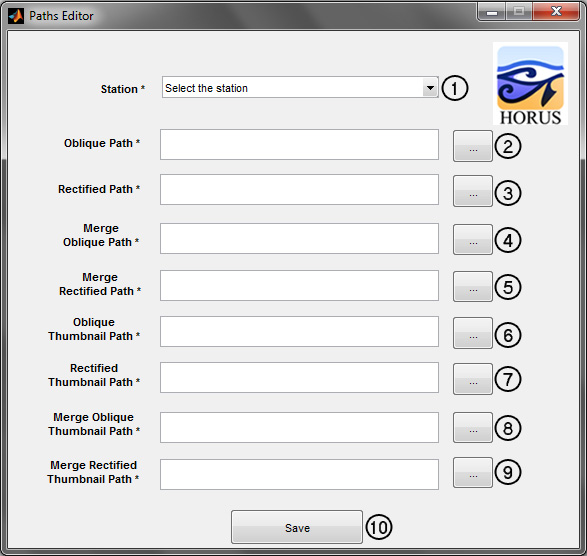 Paths Editor
Station *
Select the station
1
HORUS
Oblique Path *
...
2
Rectified Path *
...
3
Merge
Oblique Path *
...
4
Merge
Rectified Path *
...
5
Oblique
Thumbnail Path *
...
6
Rectified
Thumbnail Path *
...
7
Merge Oblique
Thumbnail Path *
...
8
Merge Rectified
Thumbnail Path *
...
9
Save
10